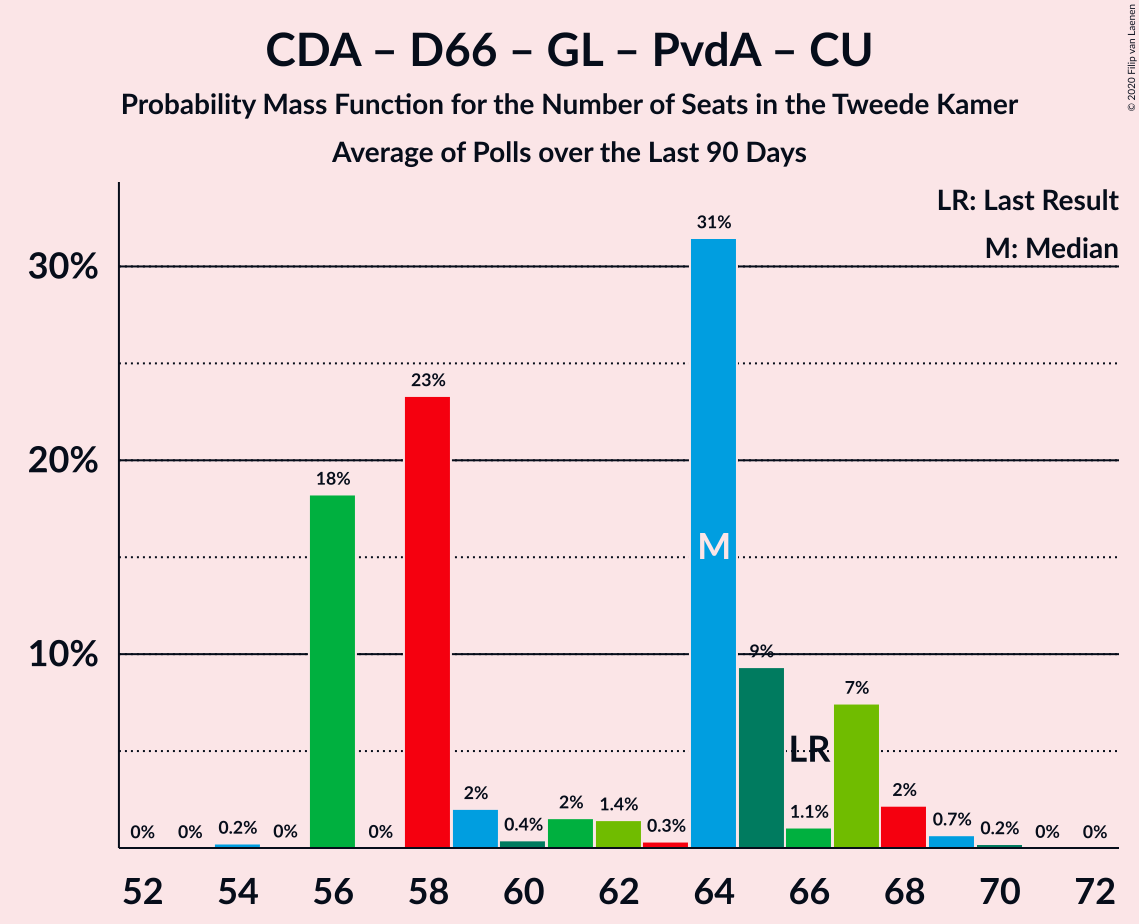 CDA – D66 – GL – PvdA – CU
Probability Mass Function for the Number of Seats in the Tweede Kamer
Average of Polls over the Last 90 Days
© 2020 Filip van Laenen
LR: Last Result
M: Median
30%
20%
10%
0%
0%
0.2%
0%
18%
0%
23%
2%
0.4%
2%
1.4%
0.3%
31%
9%
1.1%
7%
2%
0.7%
0.2%
0%
0%
M
LR
52 54 56 58 60 62 64 66 68 70 72